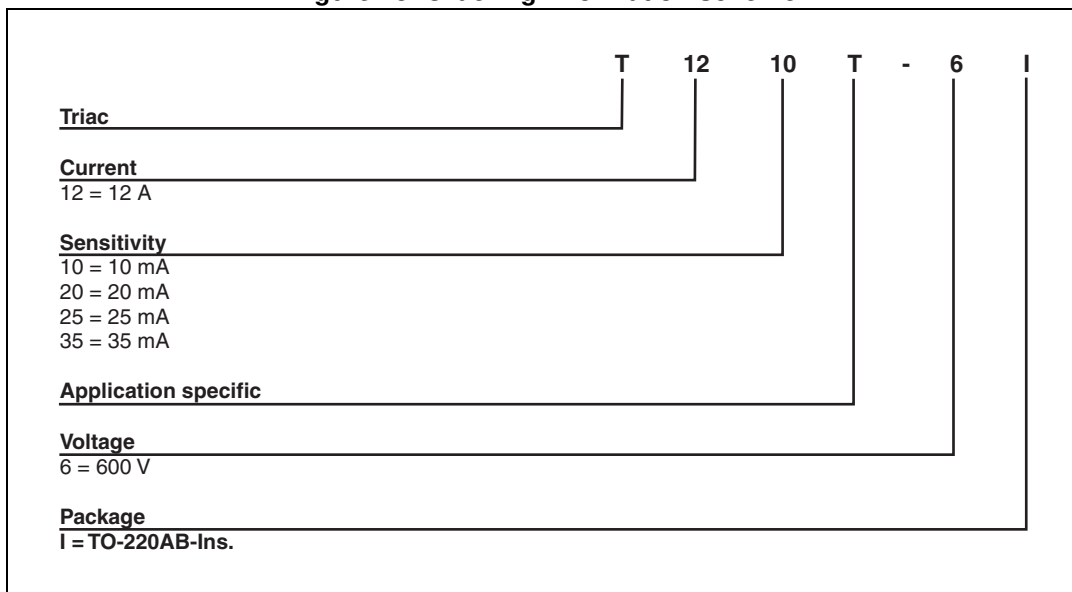 T 12 10 T - 6 I
Triac
Current
12 = 12 A
Sensitivity
10 = 10 mA
20 = 20 mA
25 = 25 mA
35 = 35 mA
Application specific
Voltage
6 = 600 V
Package
I = TO-220AB-Ins.